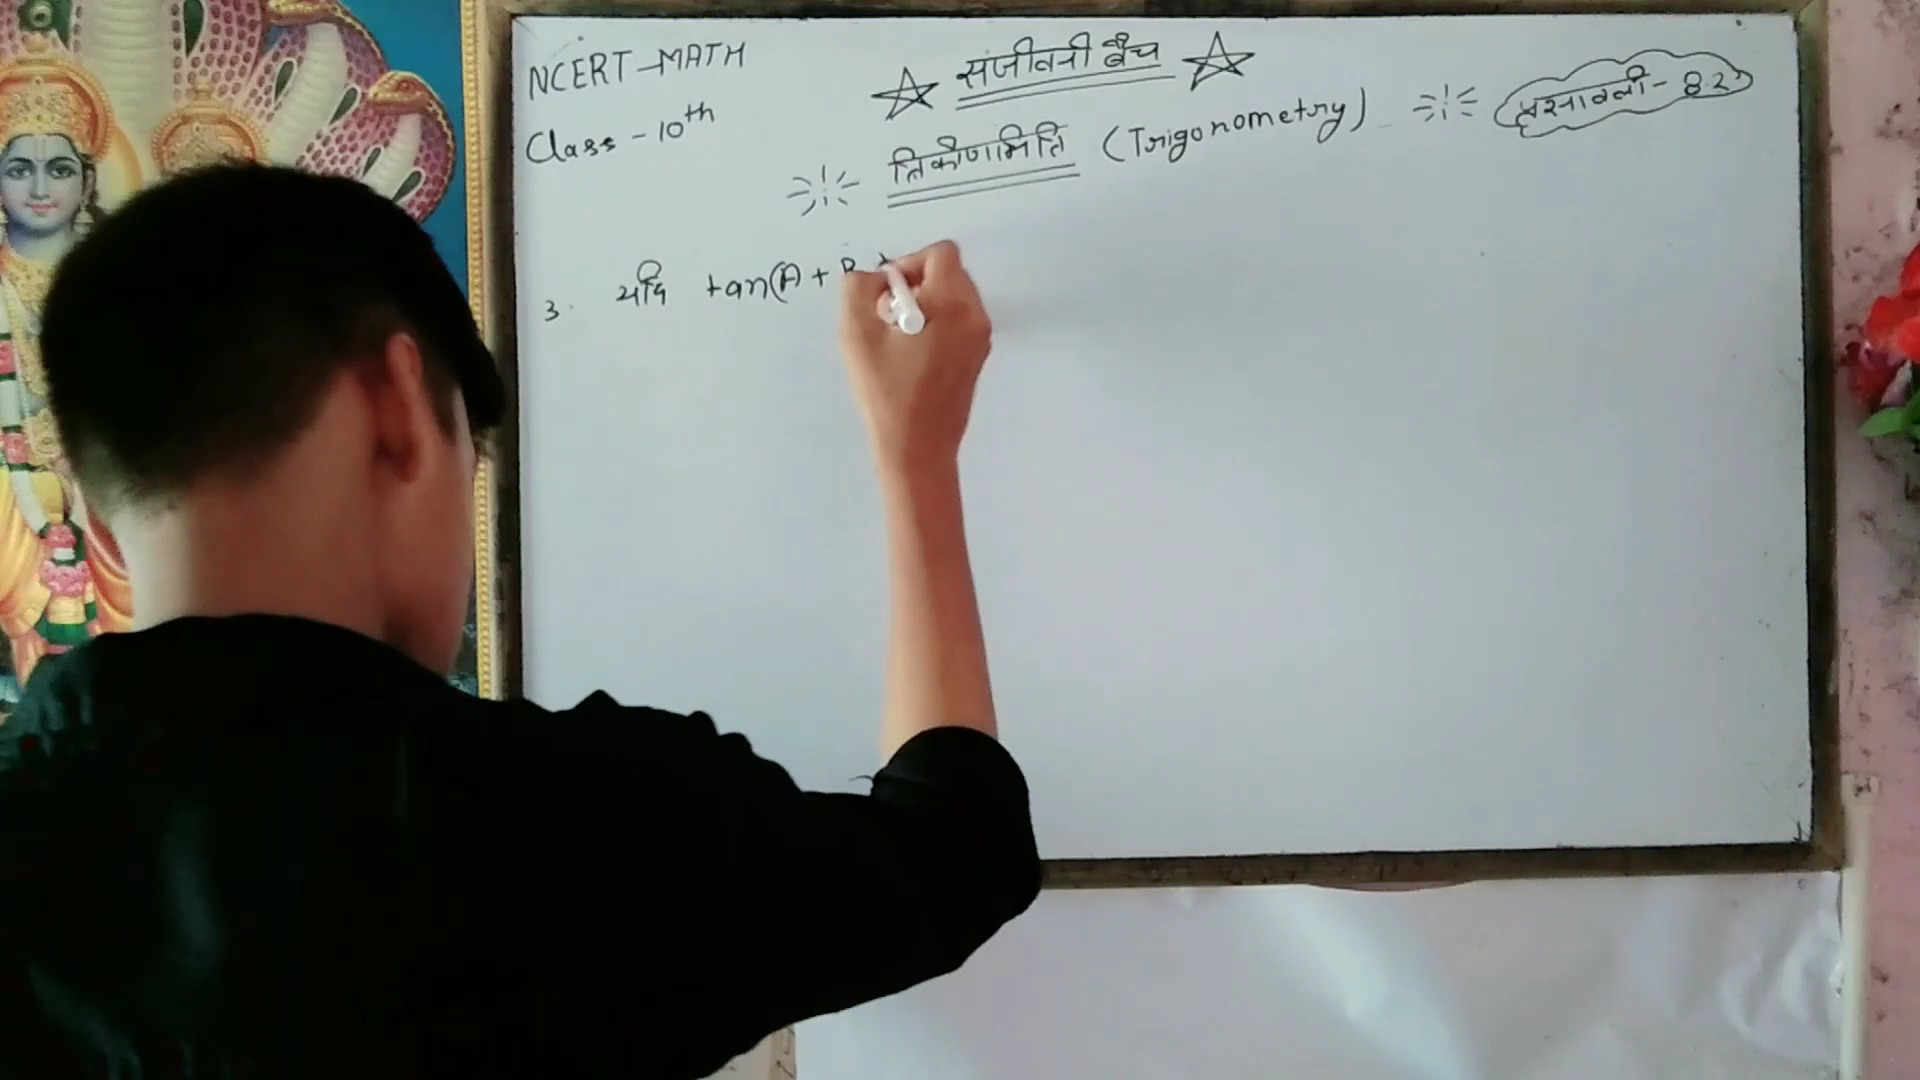 NCERT-MATH
संजीवनी बैच
Class - 10th
त्रिकोणमिति (Trigonometry)
प्रश्नावली - 8.2
3. यदि tan(A + B